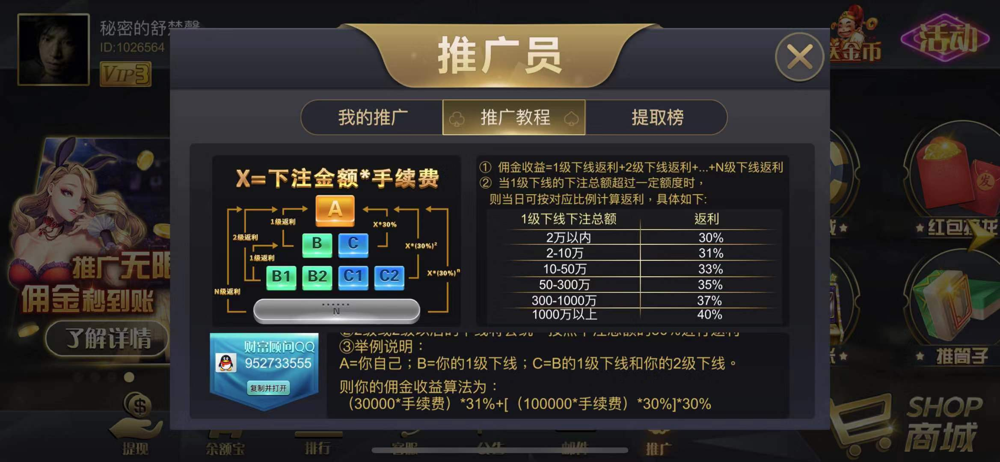 秘密的舒楚馨
ID:1026564
VIP3
推广员
送金币
活动
我的推广
推广教程
提取榜
X=下注金额*手续费
A
1级返利
X*30%
2级返利
B
C
X*(30%)²
1级返利
B1
B2
C1
C2
X*(30%)ⁿ
N级返利
......
N
① 佣金收益=1级下线返利+2级下线返利+...+N级下线返利
② 当1级下线的下注总额超过一定额度时，
则当日可按对应比例计算返利，具体如下:
1级下线下注总额 返利
2万以内 30%
2-10万 31%
10-50万 33%
50-300万 35%
300-1000万 37%
1000万以上 40%
财富顾问QQ
952733555
复制并打开
③举例说明：
A=你自己；B=你的1级下线；C=B的1级下线和你的2级下线。
则你的佣金收益算法为：
（30000*手续费）*31%+[（100000*手续费）*30%]*30%
推广无限
佣金秒到账
了解详情
发
红包接龙
推筒子
提现
余额宝
排行
客服
公告
邮件
推广
SHOP
商城